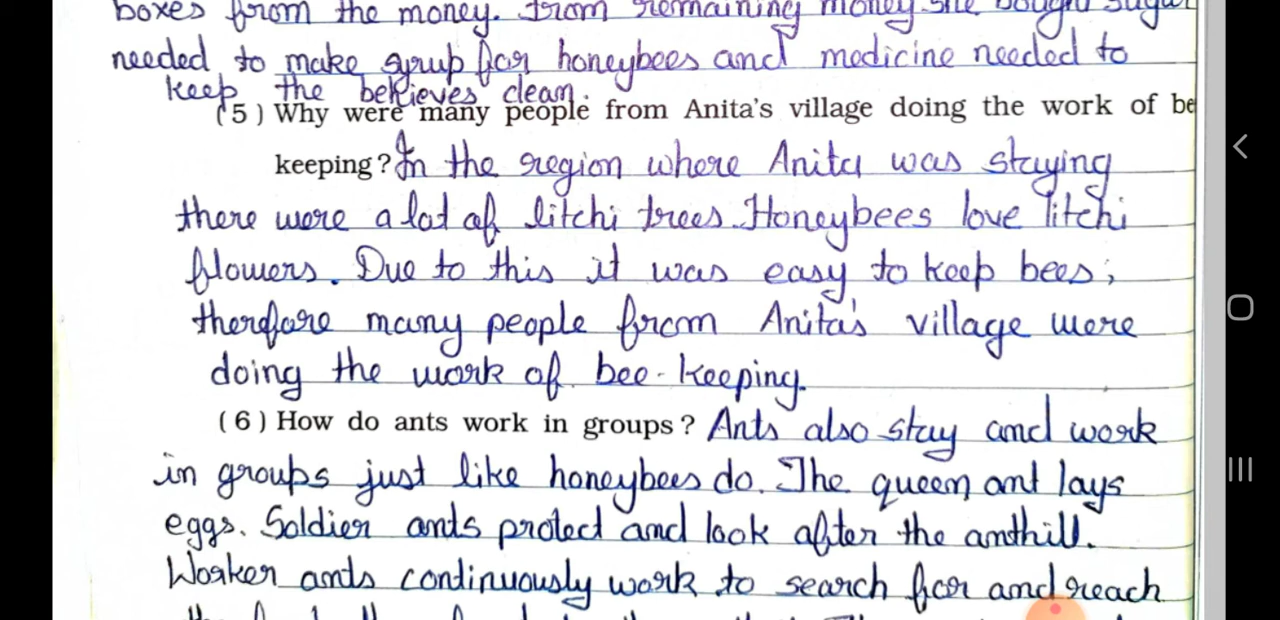 boxes from the money. From remaining money she bought sugar
needed to make syrup for honeybees and medicine needed to
keep the behieves clean.
(5) Why were many people from Anita's village doing the work of be
keeping? In the region where Anita was staying
there were a lot of litchi trees. Honeybees love litchi
flowers. Due to this it was easy to keep bees,
therfore many people from Anita's village were
doing the work of bee-keeping.
(6) How do ants work in groups? Ants also stay and work
in groups just like honeybees do. The queen ant lays
eggs. Soldier ants protect and look after the anthill.
Worker ants continuously work to search for and reach